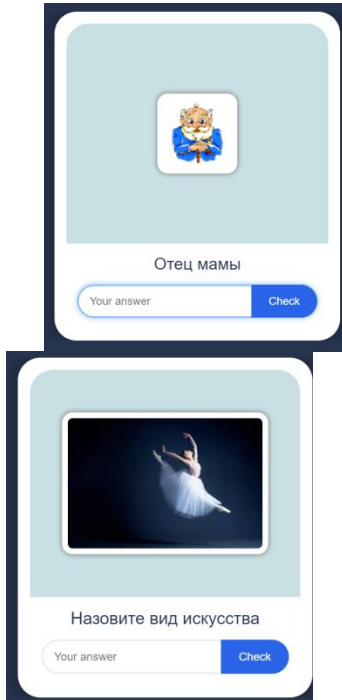 Отец мамы
Your answer
Check
Назовите вид искусства
Your answer
Check